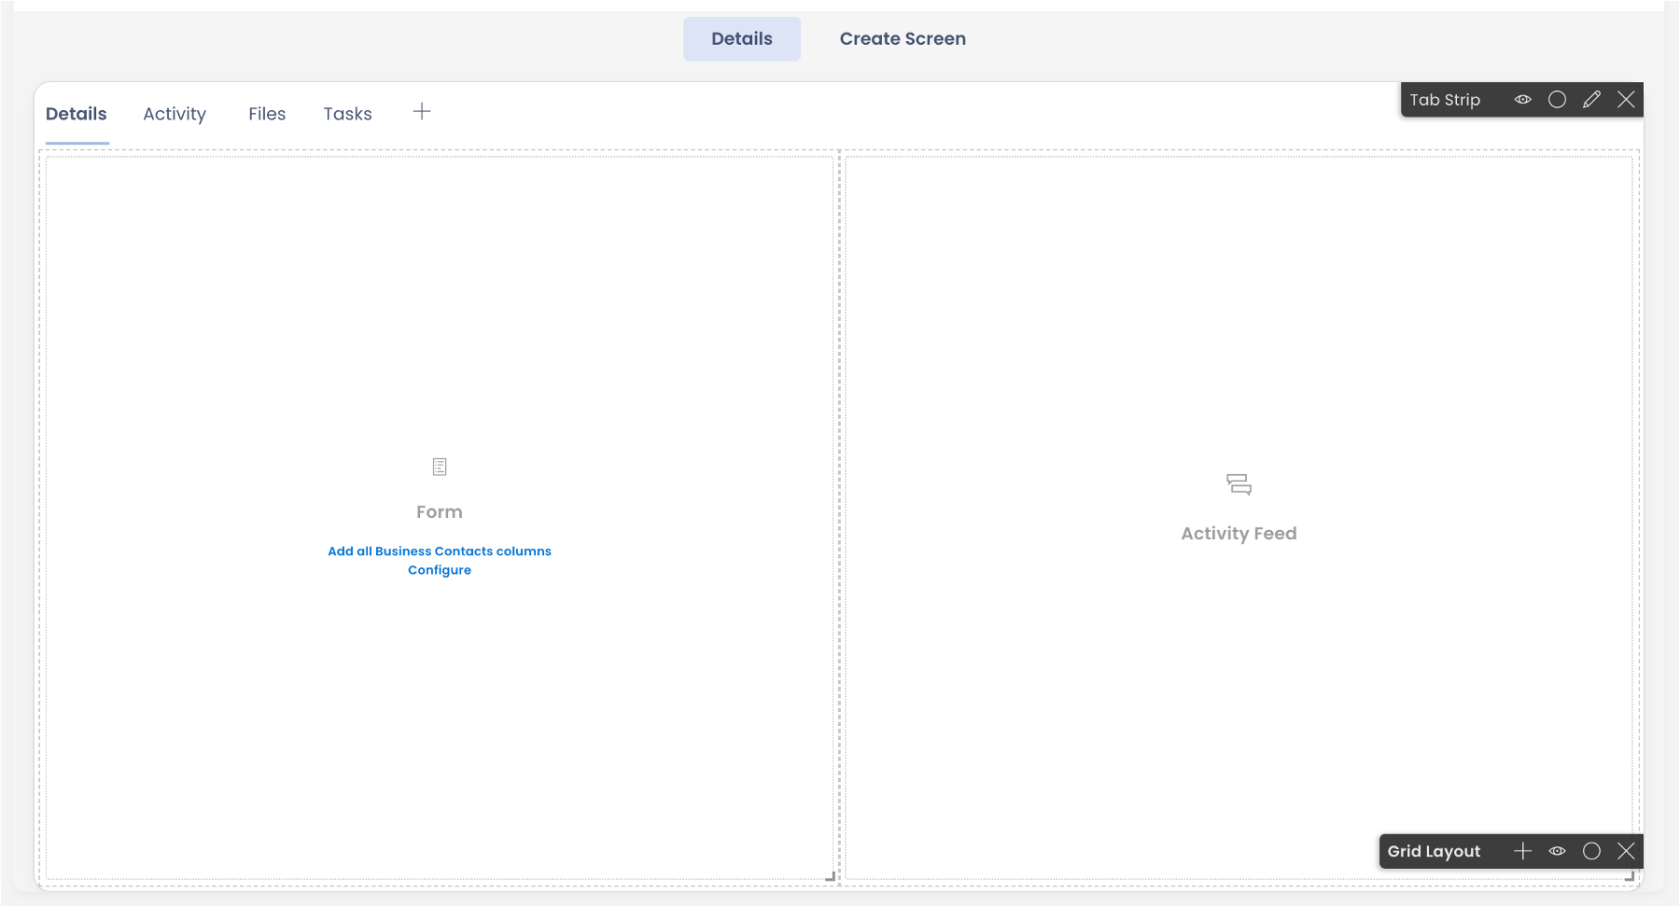 Details
Create Screen
Details
Activity
Files
Tasks
Tab Strip
Form
Add all Business Contacts columns
Configure
Activity Feed
Grid Layout